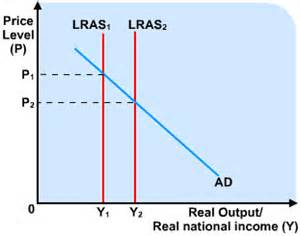 Price
Level
(P)
LRAS₁
LRAS₂
P₁
P₂
AD
0
Y₁
Y₂
Real Output/
Real national income (Y)